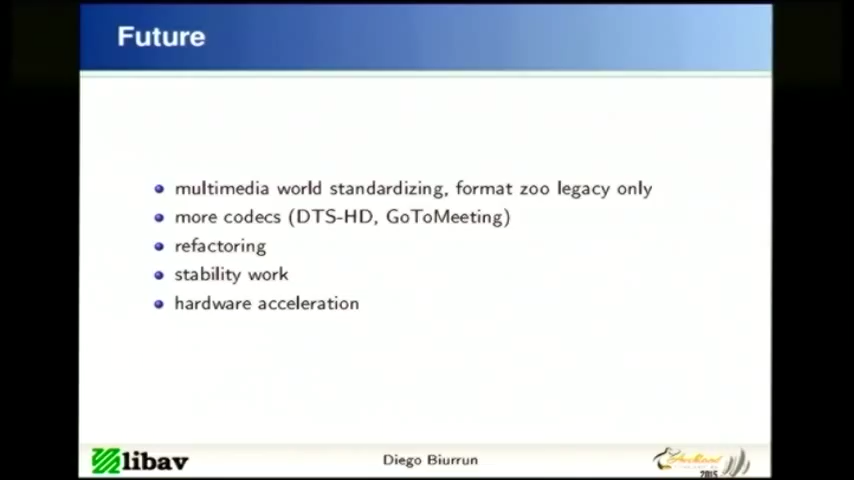 Future
multimedia world standardizing, format zoo legacy only
more codecs (DTS-HD, GoToMeeting)
refactoring
stability work
hardware acceleration
libav
Diego Biurrun
Auckland
2015